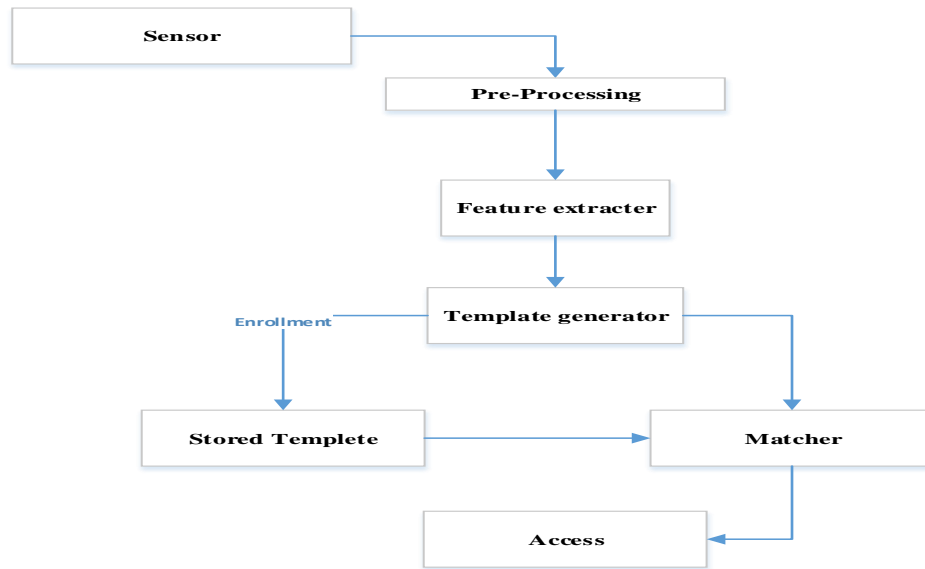 Sensor
Pre-Processing
Feature extracter
Template generator
Enrollment
Stored Templete
Matcher
Access